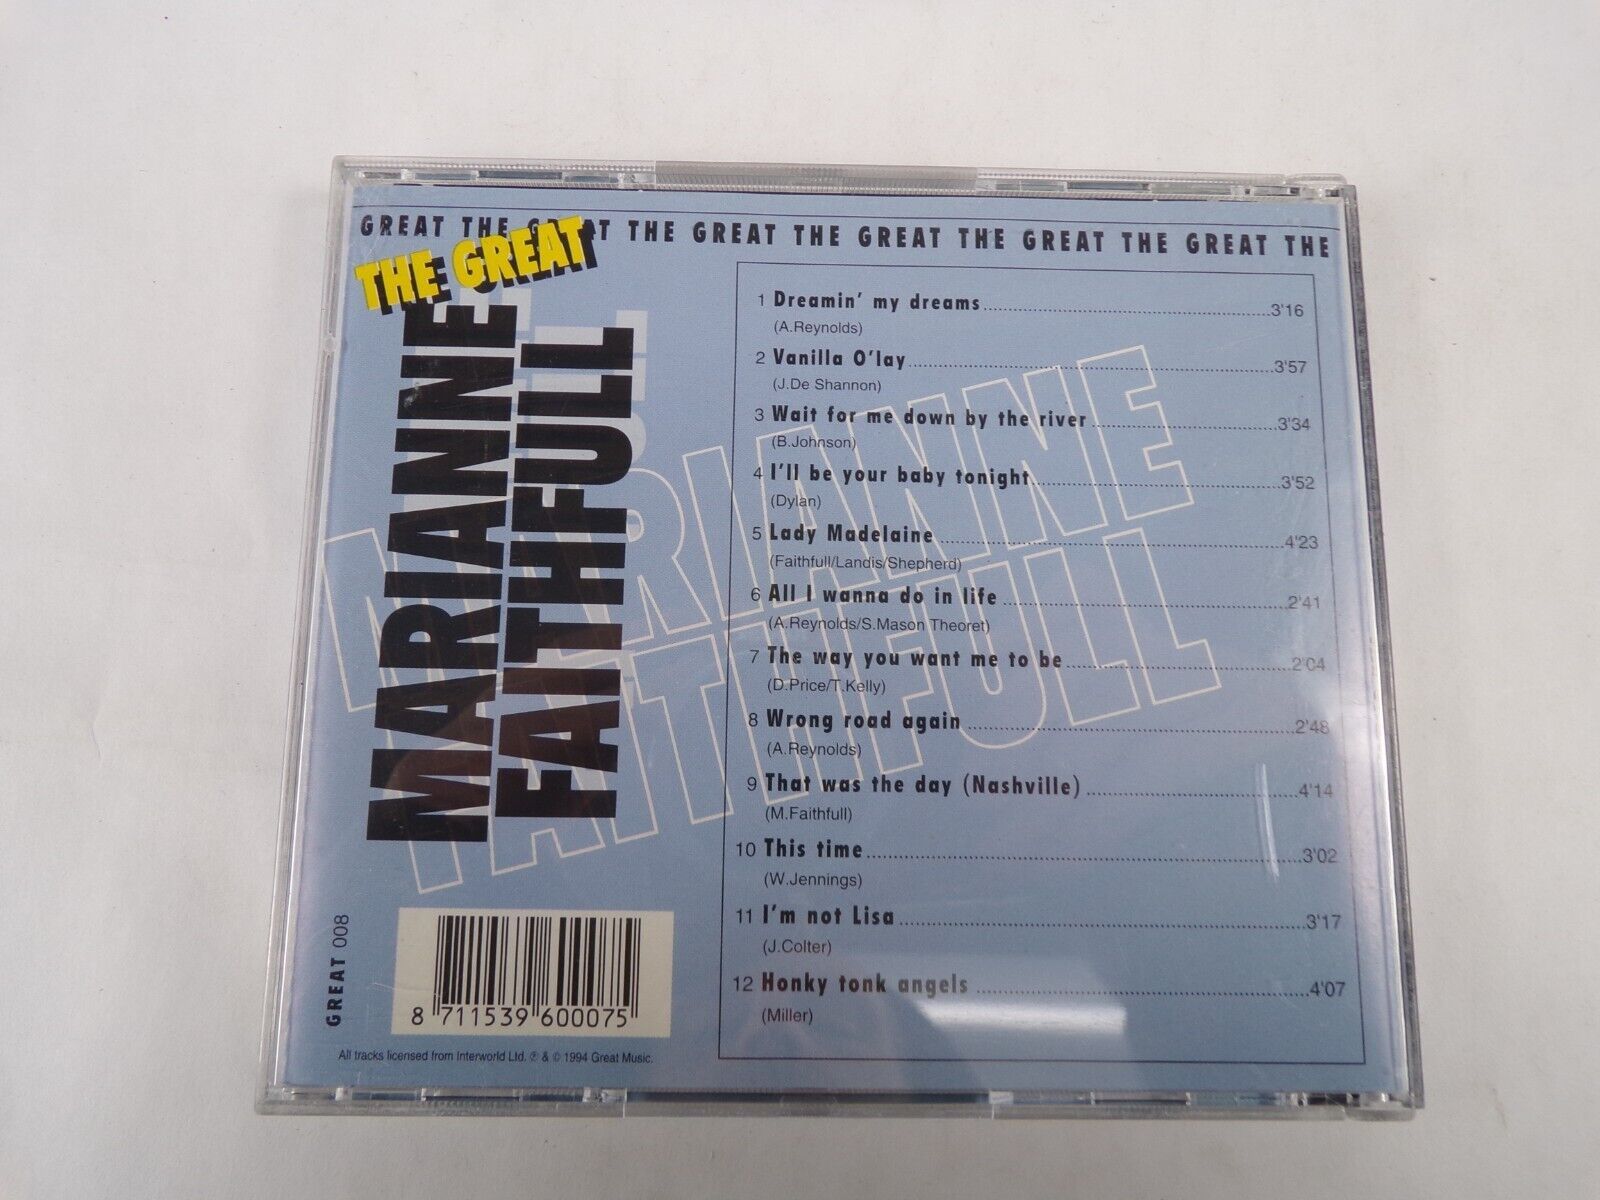 GREAT THE GREAT THE GREAT THE GREAT THE GREAT THE GREAT THE
THE GREAT
MARIANNE
FAITHFULL
MARIANNE
FAITHFULL
1 Dreamin' my dreams 3'16
(A.Reynolds)
2 Vanilla O'lay 3'57
(J.De Shannon)
3 Wait for me down by the river 3'34
(B.Johnson)
4 I'll be your baby tonight 3'52
(Dylan)
5 Lady Madelaine 4'23
(Faithfull/Landis/Shepherd)
6 All I wanna do in life 2'41
(A.Reynolds/S.Mason Theoret)
7 The way you want me to be 2'04
(D.Price/T.Kelly)
8 Wrong road again 2'48
(A.Reynolds)
9 That was the day (Nashville) 4'14
(M.Faithfull)
10 This time 3'02
(W.Jennings)
11 I'm not Lisa 3'17
(J.Colter)
12 Honky tonk angels 4'07
(Miller)
GREAT 008
8 711539 600075
All tracks licensed from Interworld Ltd. ℗ & © 1994 Great Music.